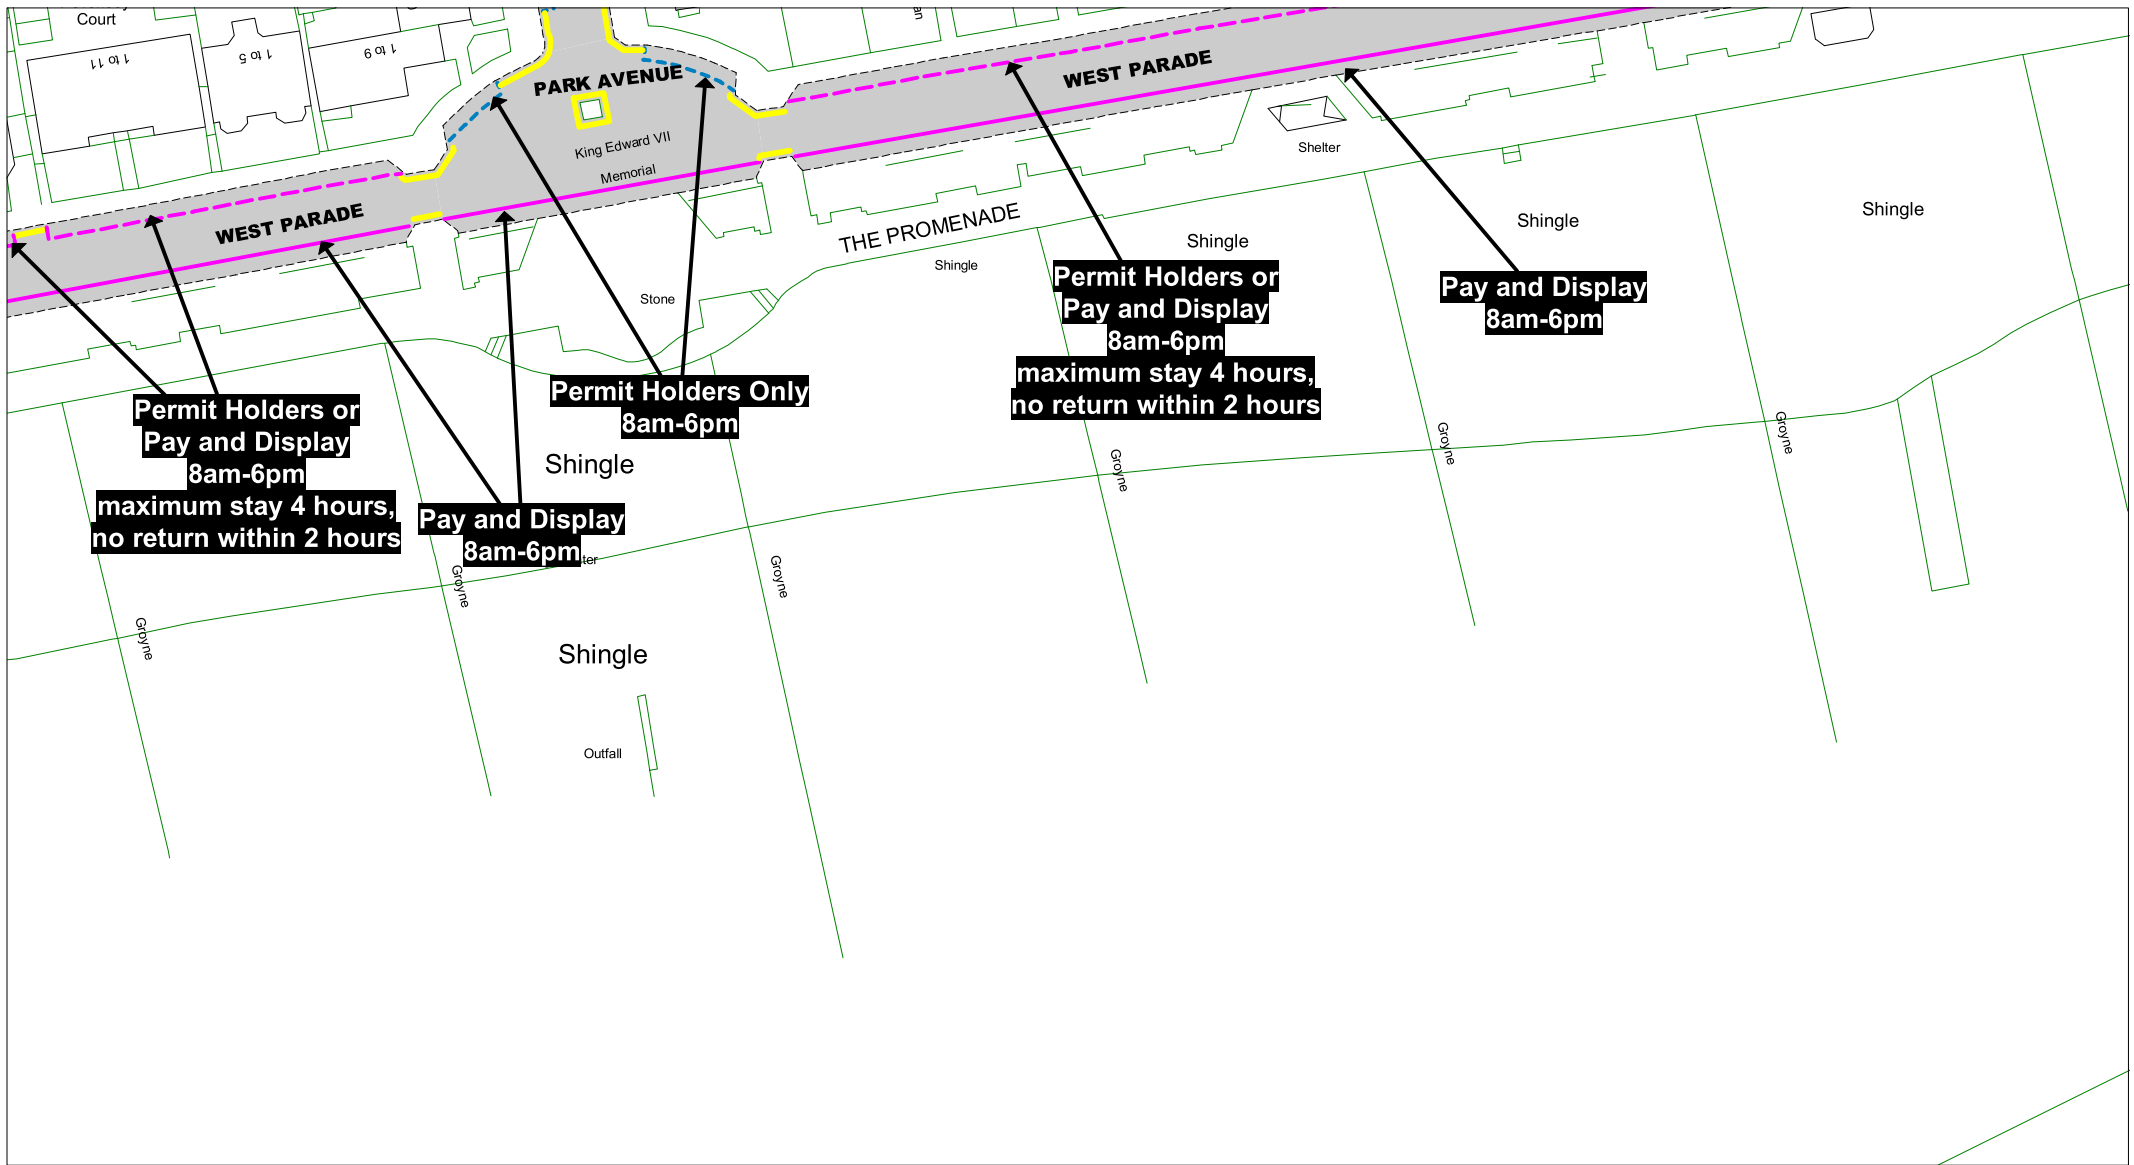 Court
1 to 11
1 to 5
1 to 9
PARK AVENUE
King Edward VII
Memorial
WEST PARADE
WEST PARADE
Shelter
THE PROMENADE
Shingle
Shingle
Shingle
Shingle
Stone
Permit Holders or
Pay and Display
8am-6pm
maximum stay 4 hours,
no return within 2 hours
Pay and Display
8am-6pm
Permit Holders Only
8am-6pm
Permit Holders or
Pay and Display
8am-6pm
maximum stay 4 hours,
no return within 2 hours
Pay and Display
8am-6pm
Shingle
Groyne
Groyne
Groyne
Groyne
Groyne
Groyne
Shingle
Outfall